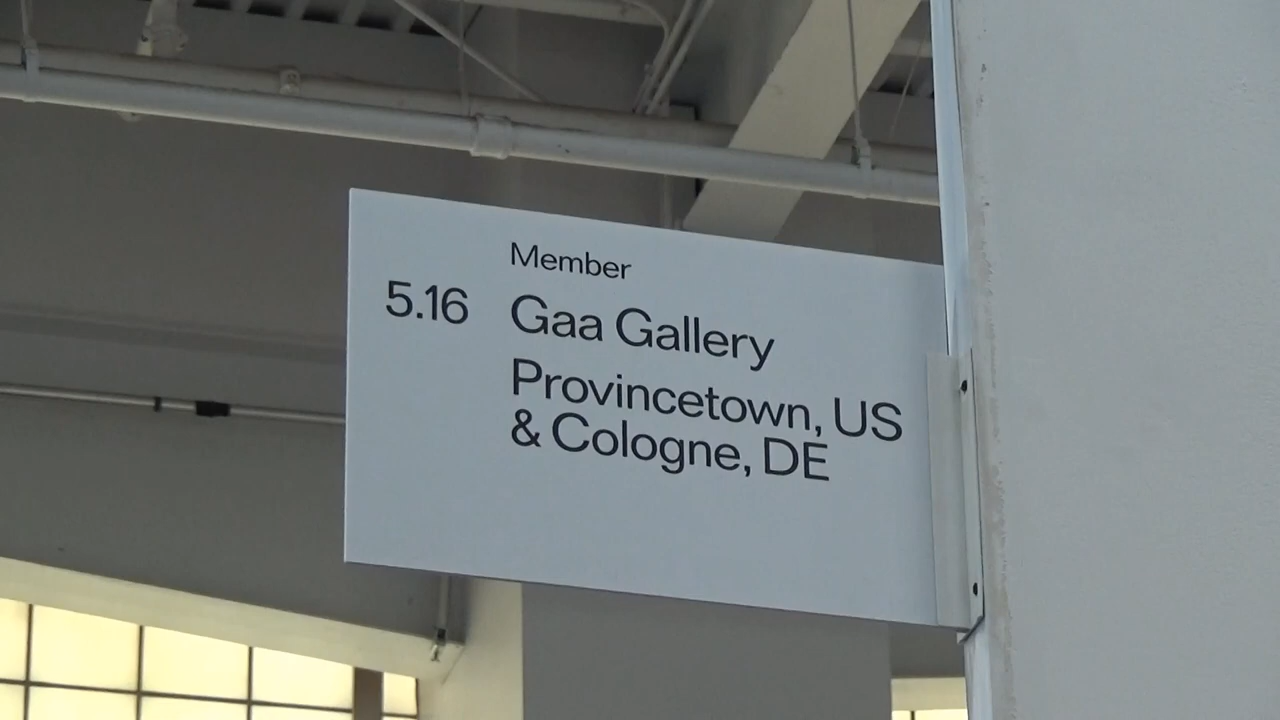 Member
5.16 Gaa Gallery
Provincetown, US
& Cologne, DE